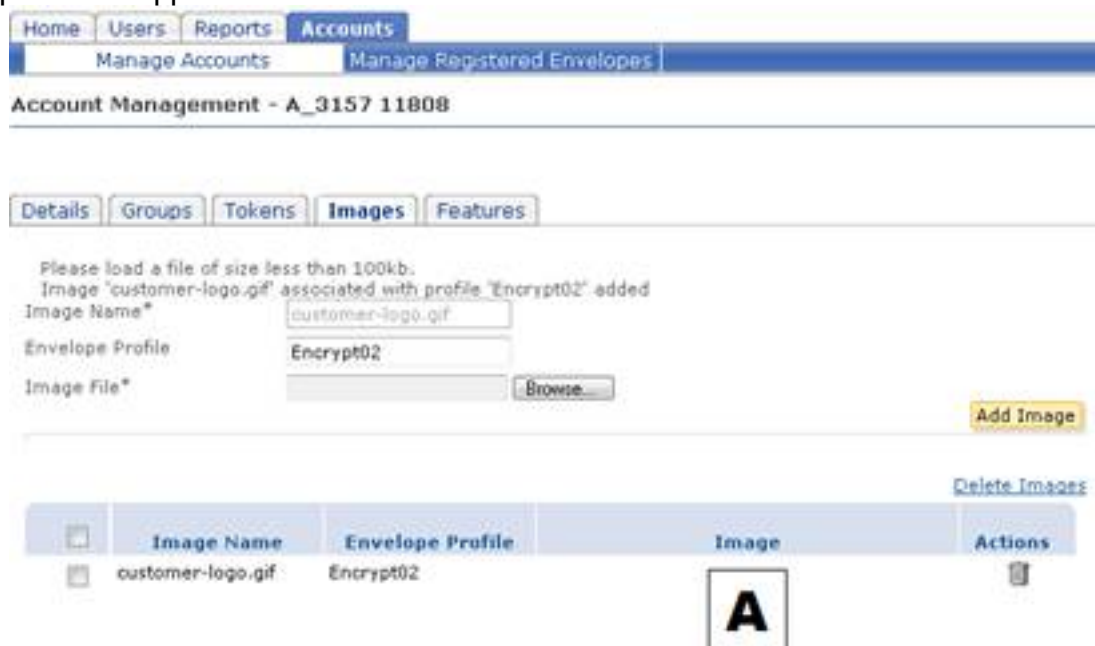 Home Users Reports Accounts
Manage Accounts Manage Registered Envelopes
Account Management - A_3157 11808
Details Groups Tokens Images Features
Please load a file of size less than 100kb.
Image 'customer-logo.gif' associated with profile 'Encrypt02' added
Image Name* customer-logo.gif
Envelope Profile Encrypt02
Image File* Browse...
Add Image
Delete Images
Image Name Envelope Profile Image Actions
customer-logo.gif Encrypt02
A